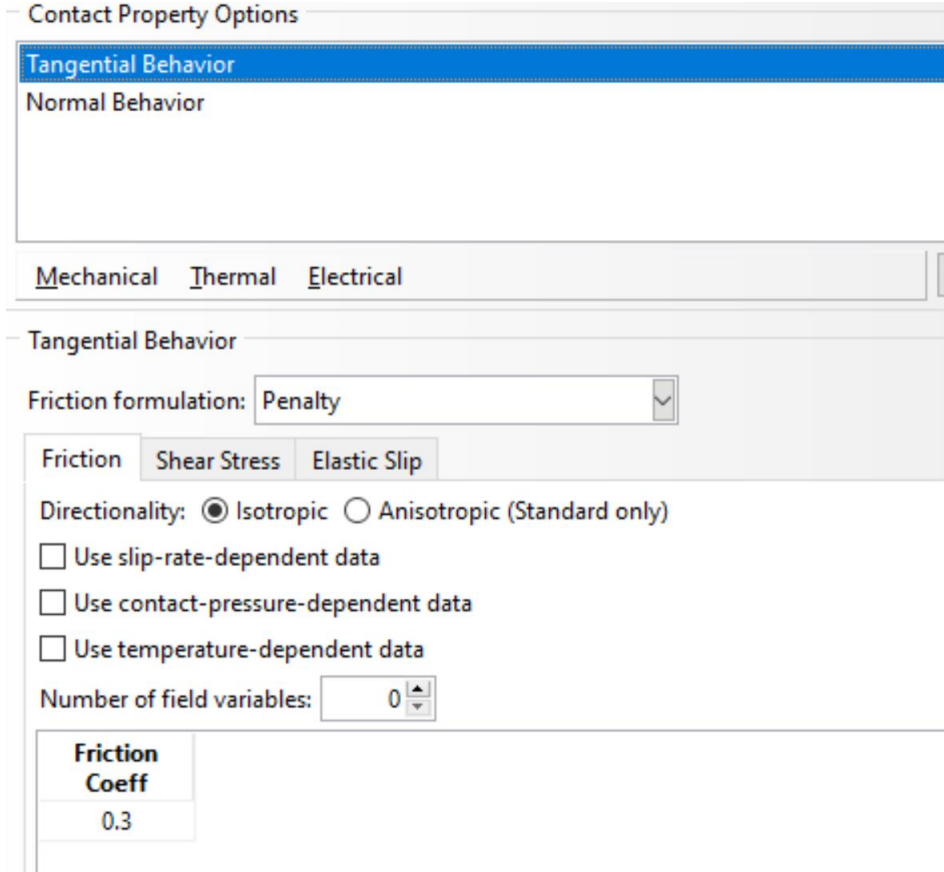 Contact Property Options
Tangential Behavior
Normal Behavior
Mechanical Thermal Electrical
Tangential Behavior
Friction formulation: Penalty
Friction Shear Stress Elastic Slip
Directionality: Isotropic Anisotropic (Standard only)
Use slip-rate-dependent data
Use contact-pressure-dependent data
Use temperature-dependent data
Number of field variables: 0
Friction
Coeff
0.3